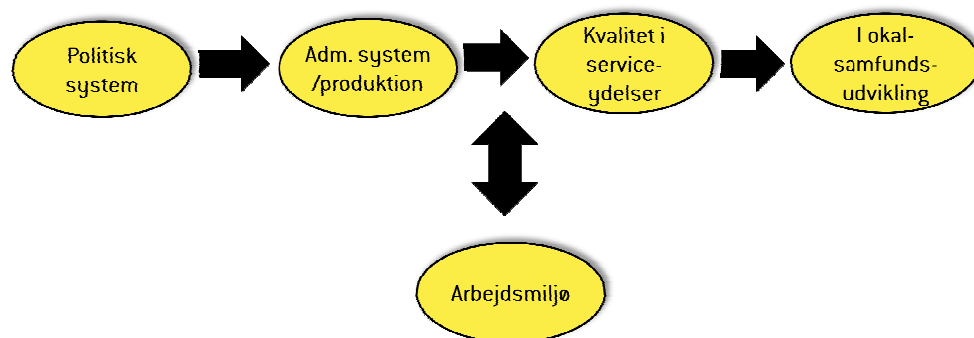 Politisk
system
Adm. system
/produktion
Kvalitet i
service-
ydelser
Lokal-
samfunds-
udvikling
Arbejdsmiljø